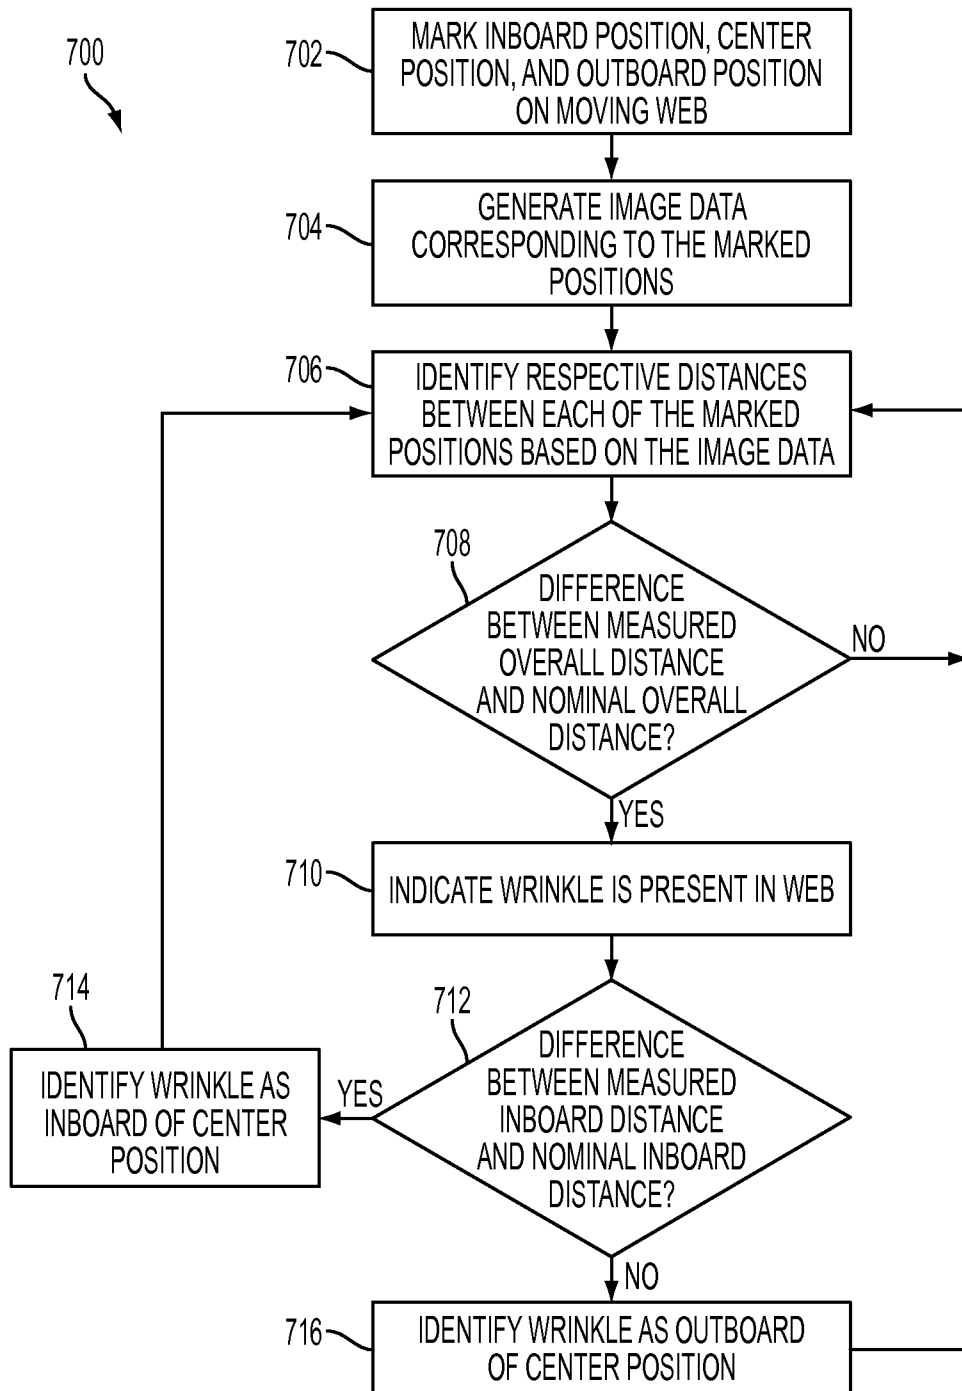 700
702
MARK INBOARD POSITION, CENTER
POSITION, AND OUTBOARD POSITION
ON MOVING WEB
704
GENERATE IMAGE DATA
CORRESPONDING TO THE MARKED
POSITIONS
706
IDENTIFY RESPECTIVE DISTANCES
BETWEEN EACH OF THE MARKED
POSITIONS BASED ON THE IMAGE DATA
708
DIFFERENCE
BETWEEN MEASURED
OVERALL DISTANCE
AND NOMINAL OVERALL
DISTANCE?
NO
YES
710
INDICATE WRINKLE IS PRESENT IN WEB
712
DIFFERENCE
BETWEEN MEASURED
INBOARD DISTANCE
AND NOMINAL INBOARD
DISTANCE?
YES
714
IDENTIFY WRINKLE AS
INBOARD OF CENTER
POSITION
NO
716
IDENTIFY WRINKLE AS OUTBOARD
OF CENTER POSITION